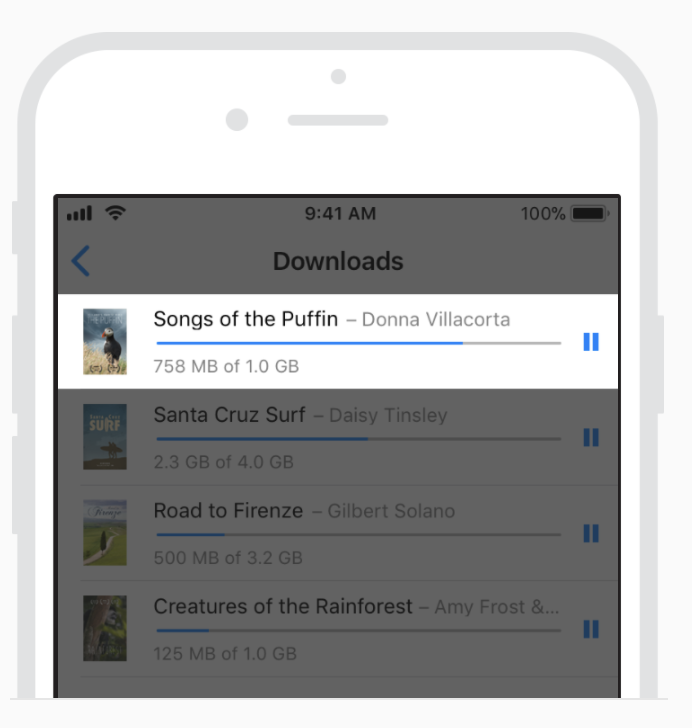 9:41 AM 100%
Downloads
Songs of the Puffin – Donna Villacorta
758 MB of 1.0 GB
SURF
Santa Cruz Surf – Daisy Tinsley
2.3 GB of 4.0 GB
Firenze
Road to Firenze – Gilbert Solano
500 MB of 3.2 GB
Creatures of the Rainforest – Amy Frost &...
125 MB of 1.0 GB